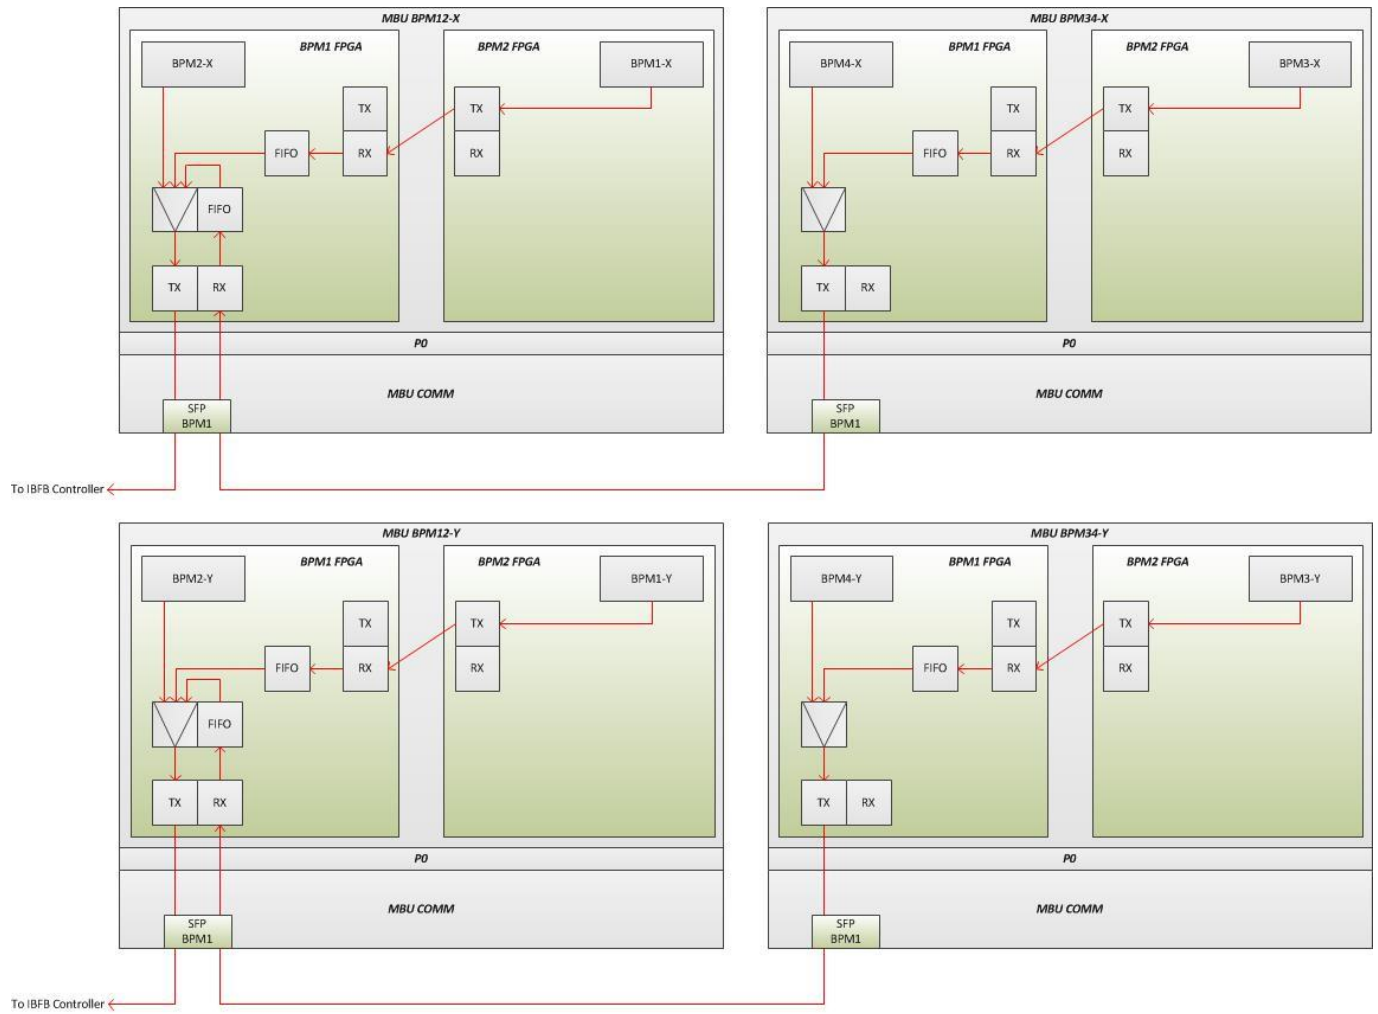 MBU BPM12-X
BPM1 FPGA
BPM2 FPGA
BPM2-X
BPM1-X
TX
TX
FIFO
RX
RX
FIFO
TX
RX
P0
MBU COMM
SFP
BPM1
To IBFB Controller
MBU BPM34-X
BPM1 FPGA
BPM2 FPGA
BPM4-X
BPM3-X
TX
TX
FIFO
RX
RX
TX
RX
P0
MBU COMM
SFP
BPM1
MBU BPM12-Y
BPM1 FPGA
BPM2 FPGA
BPM2-Y
BPM1-Y
TX
TX
FIFO
RX
RX
FIFO
TX
RX
P0
MBU COMM
SFP
BPM1
To IBFB Controller
MBU BPM34-Y
BPM1 FPGA
BPM2 FPGA
BPM4-Y
BPM3-Y
TX
TX
FIFO
RX
RX
TX
RX
P0
MBU COMM
SFP
BPM1